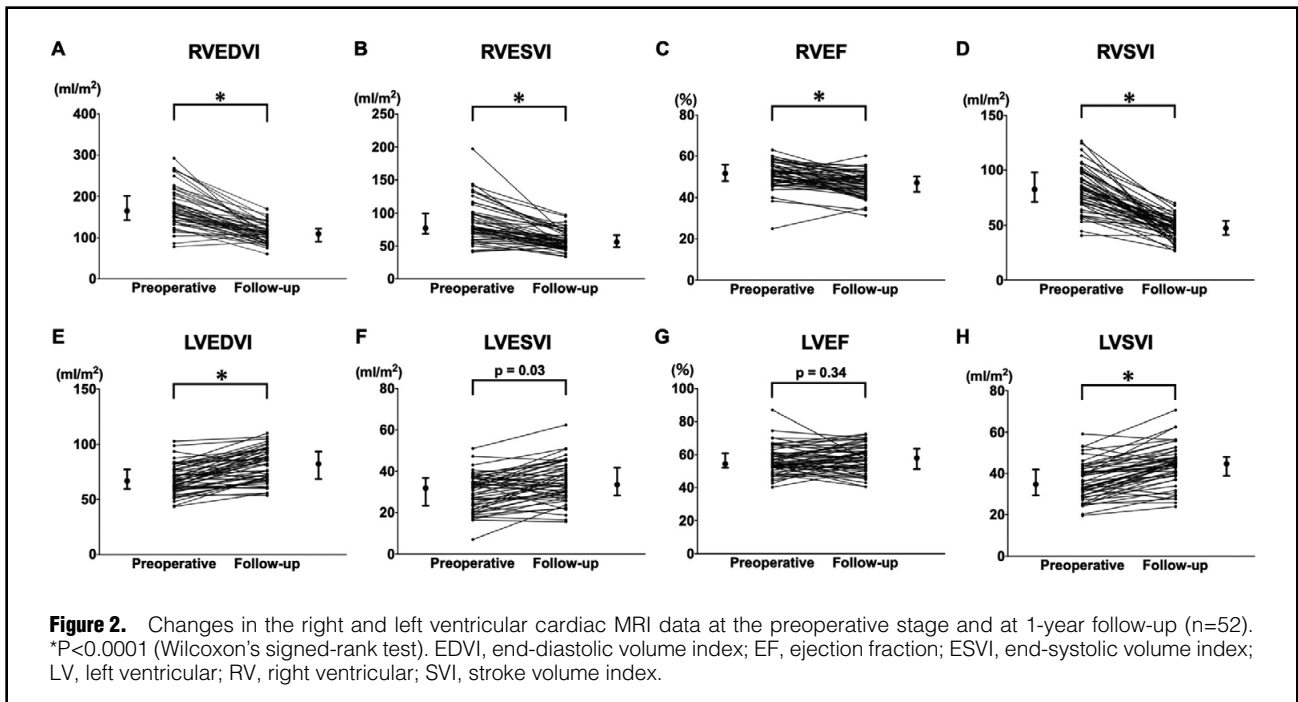 A RVEDVI
(ml/m²)
*
400
300
200
100
0
Preoperative Follow-up
B RVESVI
(ml/m²)
*
250
200
150
100
50
0
Preoperative Follow-up
C RVEF
(%)
*
80
60
40
20
0
Preoperative Follow-up
D RVSVI
(ml/m²)
*
150
100
50
0
Preoperative Follow-up
E LVEDVI
(ml/m²)
*
150
100
50
0
Preoperative Follow-up
F LVESVI
(ml/m²)
p = 0.03
80
60
40
20
0
Preoperative Follow-up
G LVEF
(%)
p = 0.34
100
80
60
40
20
0
Preoperative Follow-up
H LVSVI
(ml/m²)
*
80
60
40
20
0
Preoperative Follow-up
Figure 2. Changes in the right and left ventricular cardiac MRI data at the preoperative stage and at 1-year follow-up (n=52).
*P<0.0001 (Wilcoxon's signed-rank test). EDVI, end-diastolic volume index; EF, ejection fraction; ESVI, end-systolic volume index;
LV, left ventricular; RV, right ventricular; SVI, stroke volume index.